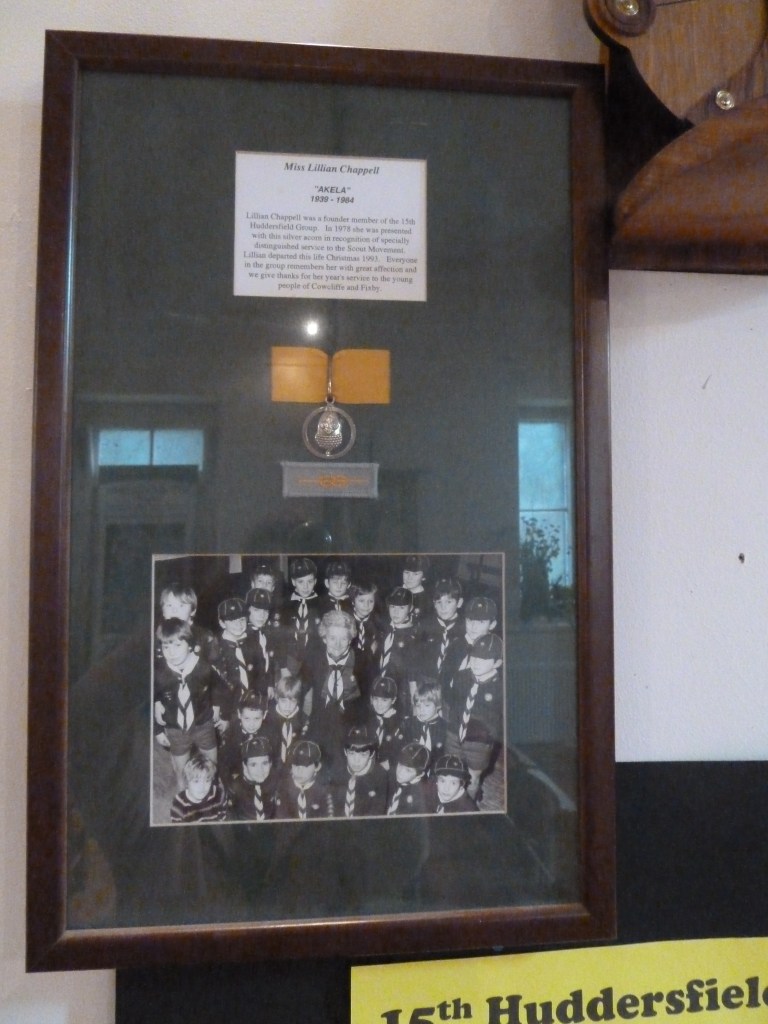 Miss Lillian Chappell
"AKELA"
1939 - 1984
Lillian Chappell was a founder member of the 15th
Huddersfield Group. In 1978 she was presented
with this silver acorn in recognition of specially
distinguished service to the Scout Movement.
Lillian departed this life Christmas 1993. Everyone
in the group remembers her with great affection and
we give thanks for her year's service to the young
people of Cowcliffe and Fixby.
15th Huddersfield